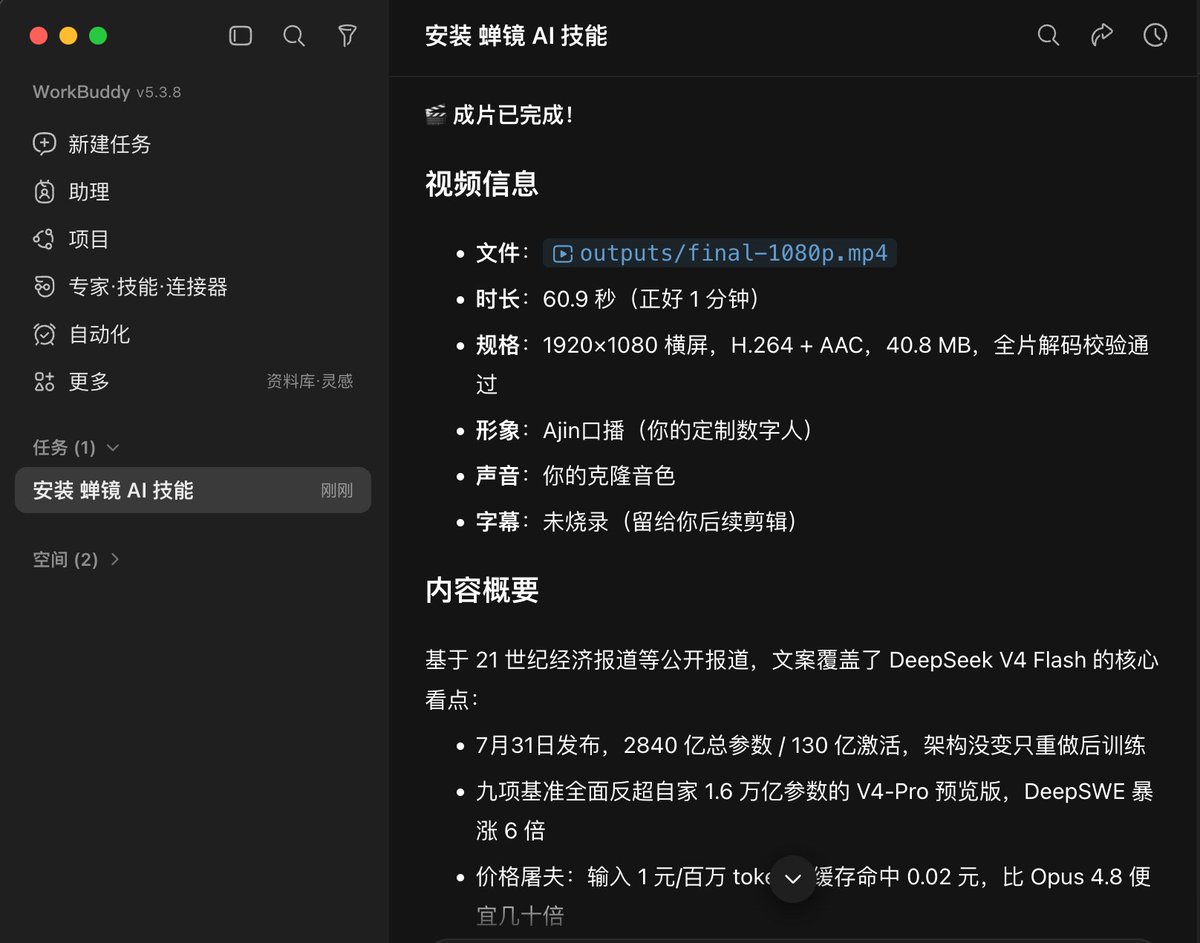 WorkBuddy v5.3.8
新建任务
助理
项目
专家·技能·连接器
自动化
更多 资料库·灵感
任务 (1)
安装 蝉镜 AI 技能 刚刚
空间 (2)
安装 蝉镜 AI 技能
🎬 成片已完成！
视频信息
• 文件： outputs/final-1080p.mp4
• 时长：60.9 秒（正好 1 分钟）
• 规格：1920×1080 横屏，H.264 + AAC，40.8 MB，全片解码校验通
过
• 形象：Ajin口播（你的定制数字人）
• 声音：你的克隆音色
• 字幕：未烧录（留给你后续剪辑）
内容概要
基于 21 世纪经济报道等公开报道，文案覆盖了 DeepSeek V4 Flash 的核心
看点：
• 7月31日发布，2840 亿总参数 / 130 亿激活，架构没变只重做后训练
• 九项基准全面反超自家 1.6 万亿参数的 V4-Pro 预览版，DeepSWE 暴
涨 6 倍
• 价格屠夫：输入 1 元/百万 toke 缓存命中 0.02 元，比 Opus 4.8 便
宜几十倍